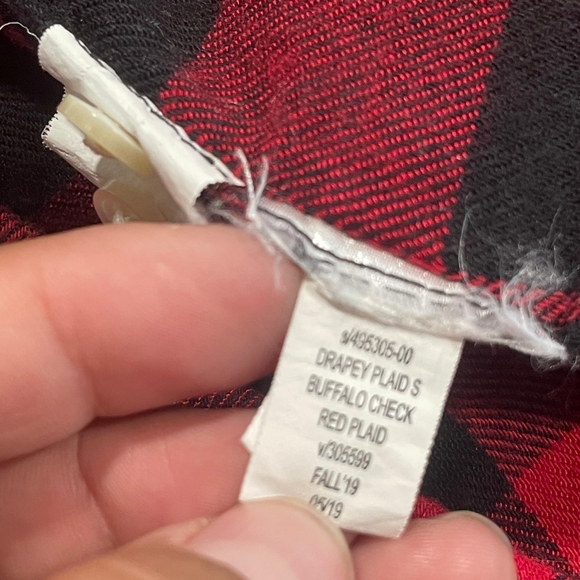 s/495305-00
DRAPEY PLAID S
BUFFALO CHECK
RED PLAID
v/305599
FALL'19
05/19